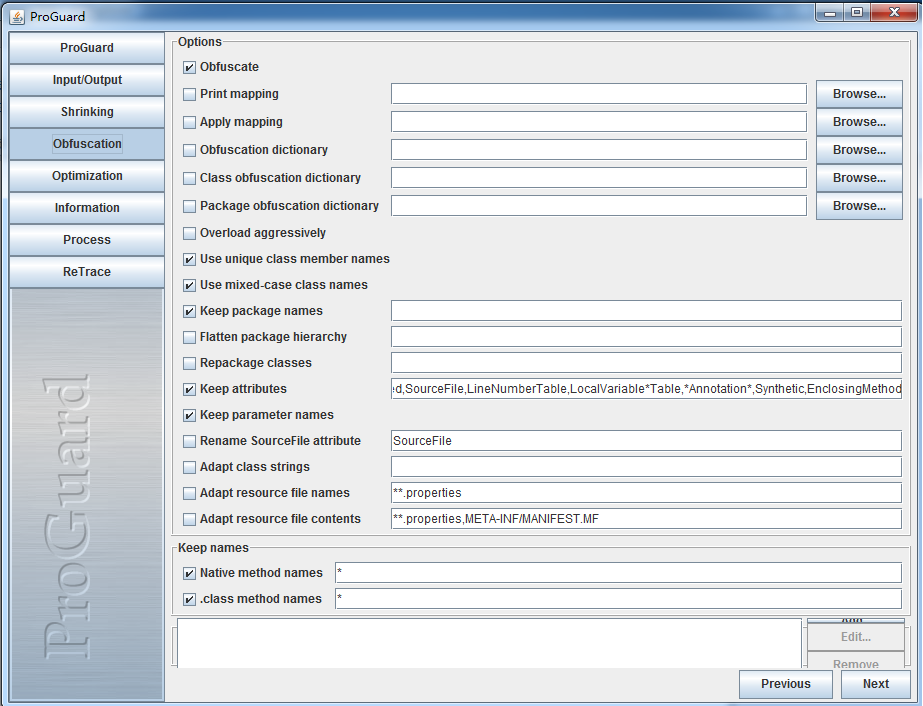 ProGuard
ProGuard
Input/Output
Shrinking
Obfuscation
Optimization
Information
Process
ReTrace
ProGuard
Options
Obfuscate
Print mapping Browse...
Apply mapping Browse...
Obfuscation dictionary Browse...
Class obfuscation dictionary Browse...
Package obfuscation dictionary Browse...
Overload aggressively
Use unique class member names
Use mixed-case class names
Keep package names
Flatten package hierarchy
Repackage classes
Keep attributes ed,SourceFile,LineNumberTable,LocalVariable*Table,*Annotation*,Synthetic,EnclosingMethod
Keep parameter names
Rename SourceFile attribute SourceFile
Adapt class strings
Adapt resource file names **.properties
Adapt resource file contents **.properties,META-INF/MANIFEST.MF
Keep names
Native method names *
.class method names *
Edit...
Remove
Previous Next